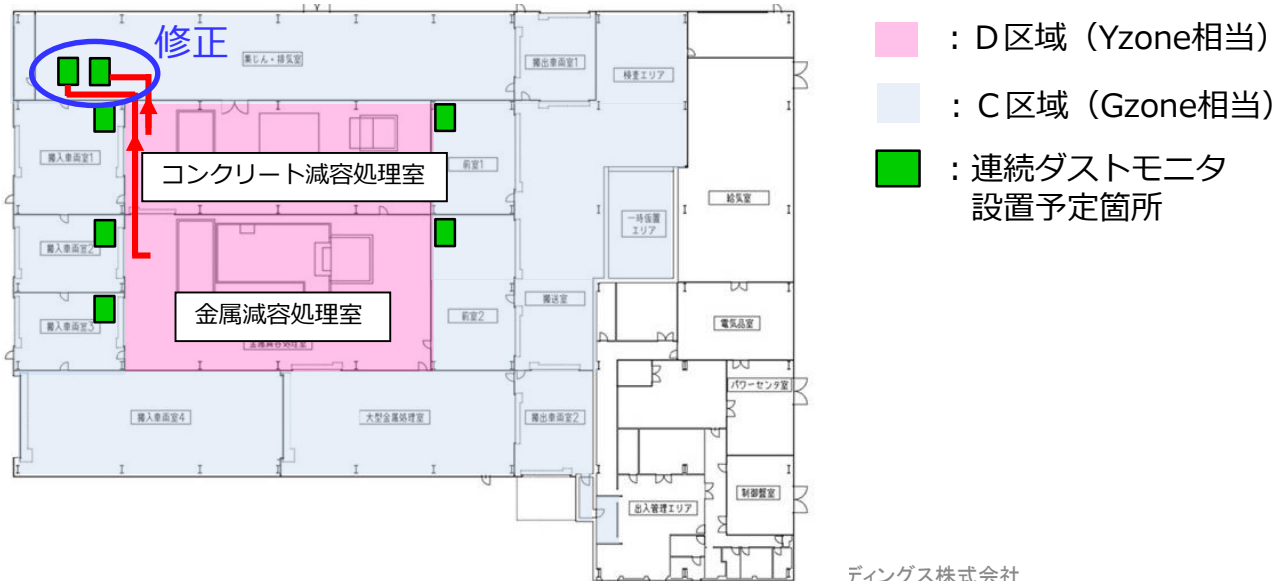 修正
集じん・排気室
搬出車両室1
検査エリア
：Ｄ区域（Yzone相当）
：Ｃ区域（Gzone相当）
：連続ダストモニタ
設置予定箇所
搬入車両室1
コンクリート減容処理室
前室1
給気室
一時仮置
エリア
搬入車両室2
金属減容処理室
搬送室
搬入車両室3
前室2
電気品室
金属減容処理室
パワーセンタ室
搬入車両室4
大型金属処理室
搬出車両室2
制御盤室
出入管理エリア
ディングス株式会社